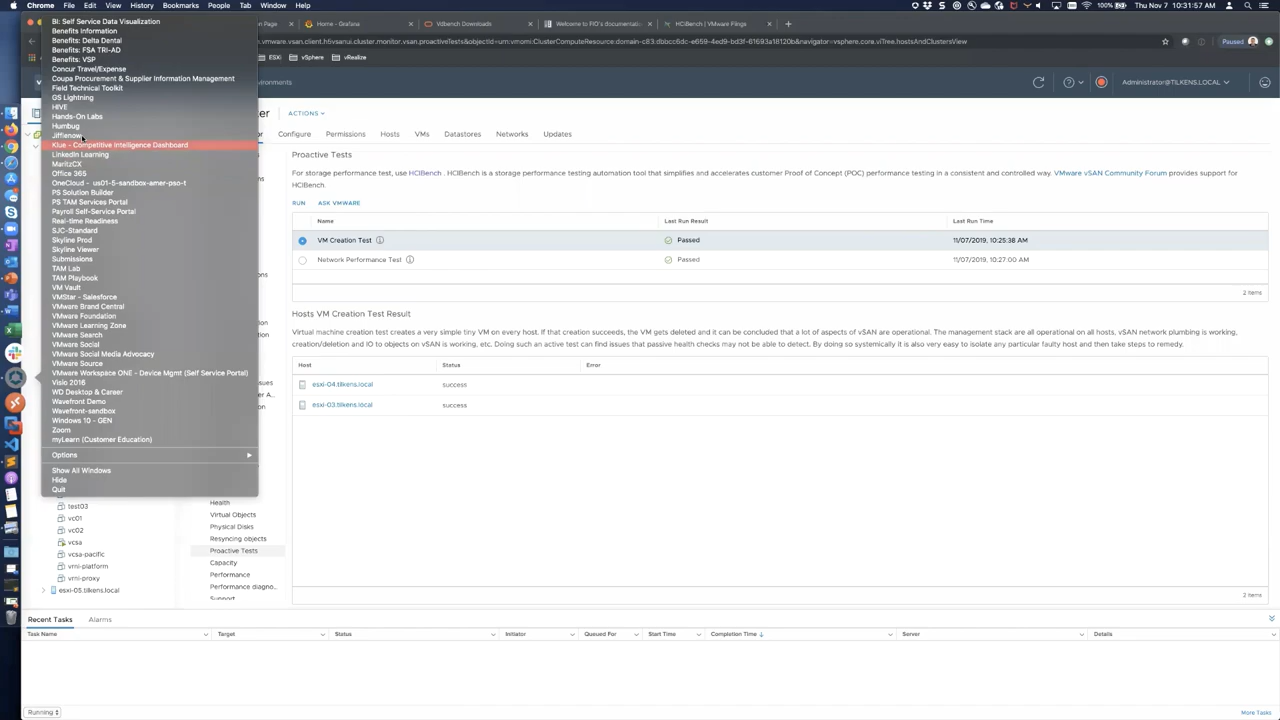 Chrome File Edit View History Bookmarks People Tab Window Help
Fri Nov 8 10:31:57 AM
Home - Grafana
Vdbench Downloads
Welcome to FIO's documentatio
HCIBench | VMware Flings
ESXi vSphere vRealize
Paused
BI: Self Service Data Visualization
Benefits Information
Benefits: Delta Dental
Benefits: FSA TRI-AD
Benefits: VSP
Concur Travel/Expense
Coupa Procurement & Supplier Information Management
Field Technical Toolkit
GS Lightning
HIVE
Hands-On Labs
Humbug
Jiffenow
Klue - Competitive Intelligence Dashboard
LinkedIn Learning
MaritzCX
Office 365
OneCloud - us01-5-sandbox-amer-pso-t
PS Solution Builder
PS TAM Services Portal
Payroll Self-Service Portal
Real-time Readiness
SJC-Standard
Skyline Prod
Skyline Viewer
Submissions
TAM Lab
TAM Playbook
VM Vault
VMStar - Salesforce
VMware Brand Central
VMware Foundation
VMware Learning Zone
VMware Search
VMware Social
VMware Social Media Advocacy
VMware Source
VMware Workspace ONE - Device Mgmt (Self Service Portal)
Visio 2016
WD Desktop & Career
Wavefront Demo
Wavefront-sandbox
Windows 10 - GEN
Zoom
myLearn (Customer Education)
Options
Show All Windows
Hide
Quit
Administrator@TILKENS.LOCAL
ACTIONS
Configure Permissions Hosts VMs Datastores Networks Updates
Proactive Tests
For storage performance test, use HCIBench . HCIBench is a storage performance testing automation tool that simplifies and accelerates customer Proof of Concept (POC) performance testing in a consistent and controlled way. VMware vSAN Community Forum provides support for
HCIBench.
RUN ASK VMWARE
Name Last Run Result Last Run Time
VM Creation Test Passed 11/07/2019, 10:25:38 AM
Network Performance Test Passed 11/07/2019, 10:27:00 AM
2 items
Hosts VM Creation Test Result
Virtual machine creation test creates a very simple tiny VM on every host. If that creation succeeds, the VM gets deleted and it can be concluded that a lot of aspects of vSAN are operational. The management stack are all operational on all hosts, vSAN network plumbing is working,
creation/deletion and IO to objects on vSAN is working, etc. Doing such an active test can find issues that passive health checks may not be able to detect. By doing so systematically it is also very easy to isolate any particular faulty host and then take steps to remedy.
Host Status Error
esxi-04.tilkens.local success
esxi-03.tilkens.local success
2 items
test03
vc01
vc02
vcsa
vcsa-pacific
vrni-platform
vrni-proxy
esxi-05.tilkens.local
Health
Virtual Objects
Physical Disks
Resyncing objects
Proactive Tests
Capacity
Performance
Performance diagno...
Support
Recent Tasks Alarms
Task Name Target Status Initiator Queued For Start Time Completion Time Server Details
Running
More Tasks